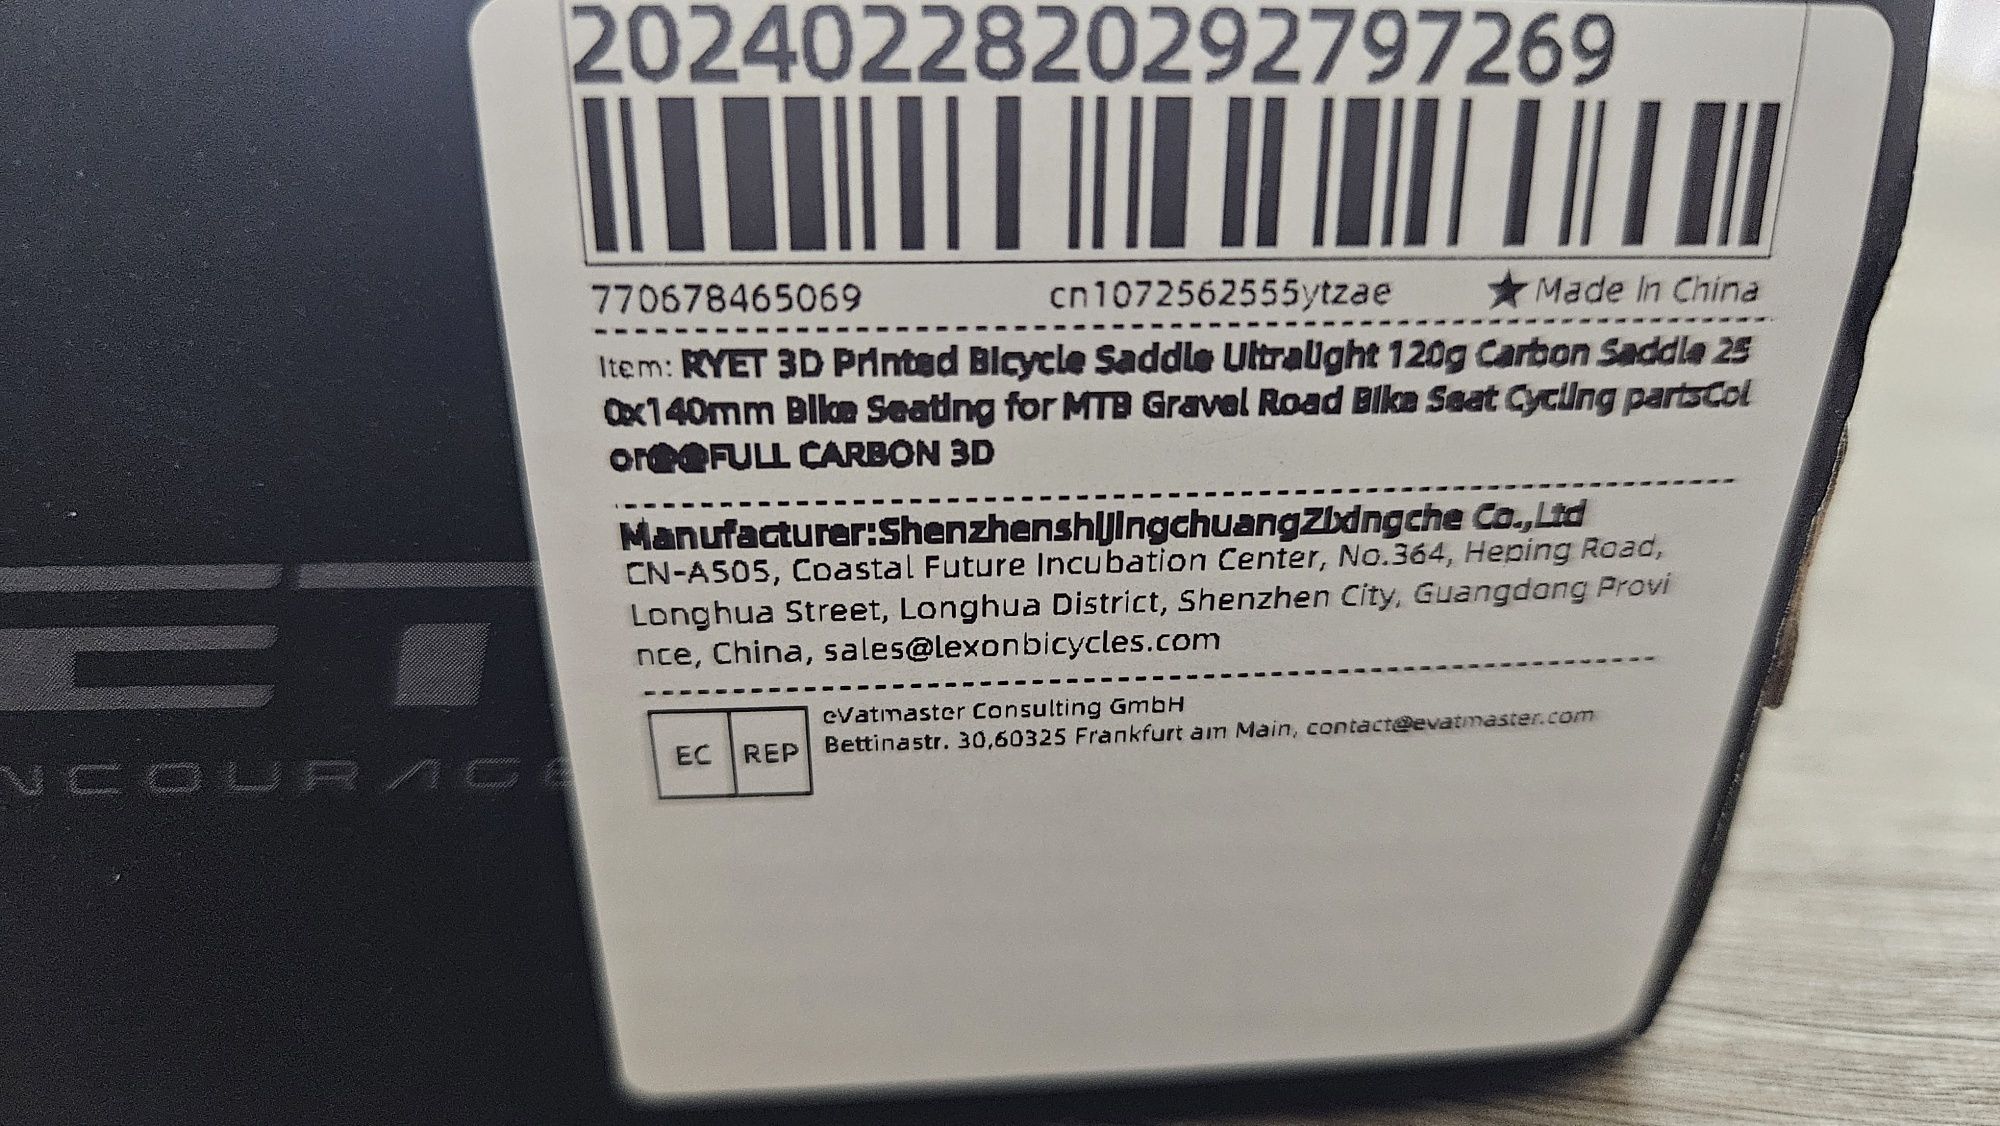 20240228202927972​69
770678465069 cn1072562555ytzae ★Made In China
Item: RYET 3D Printed Bicycle Saddle Ultralight 120g Carbon Saddle 25
0x140mm Bike Seating for MTB Gravel Road Bike Seat Cycling partsCol
or@@FULL CARBON 3D
Manufacturer:ShenzhenshijingchuangZixingche Co.,Ltd
CN-A505, Coastal Future Incubation Center, No.364, Heping Road,
Longhua Street, Longhua District, Shenzhen City, Guangdong Provi
nce, China, sales@lexonbicycles.com
EC REP
eVatmaster Consulting GmbH
Bettinastr. 30,60325 Frankfurt am Main, contact@evatmaster.com
ET
NCOURAGE